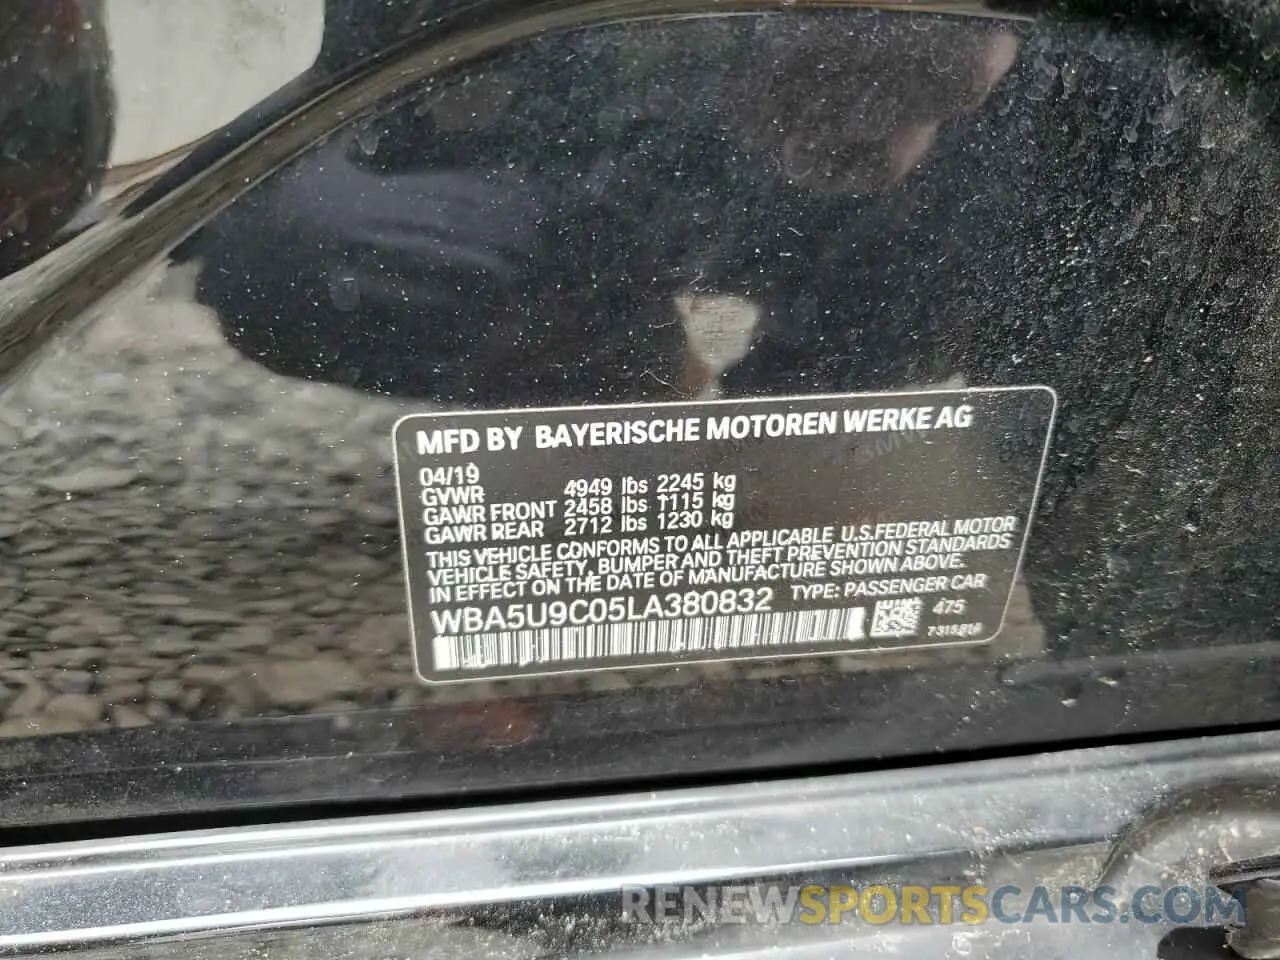 MFD BY BAYERISCHE MOTOREN WERKE AG
04/19
GVWR 4949 lbs 2245 kg
GAWR FRONT 2458 lbs 1115 kg
GAWR REAR 2712 lbs 1230 kg
THIS VEHICLE CONFORMS TO ALL APPLICABLE U.S.FEDERAL MOTOR
VEHICLE SAFETY, BUMPER AND THEFT PREVENTION STANDARDS
IN EFFECT ON THE DATE OF MANUFACTURE SHOWN ABOVE.
WBA5U9C05LA380832 TYPE: PASSENGER CAR
475
RENEWSPORTSCARS.COM